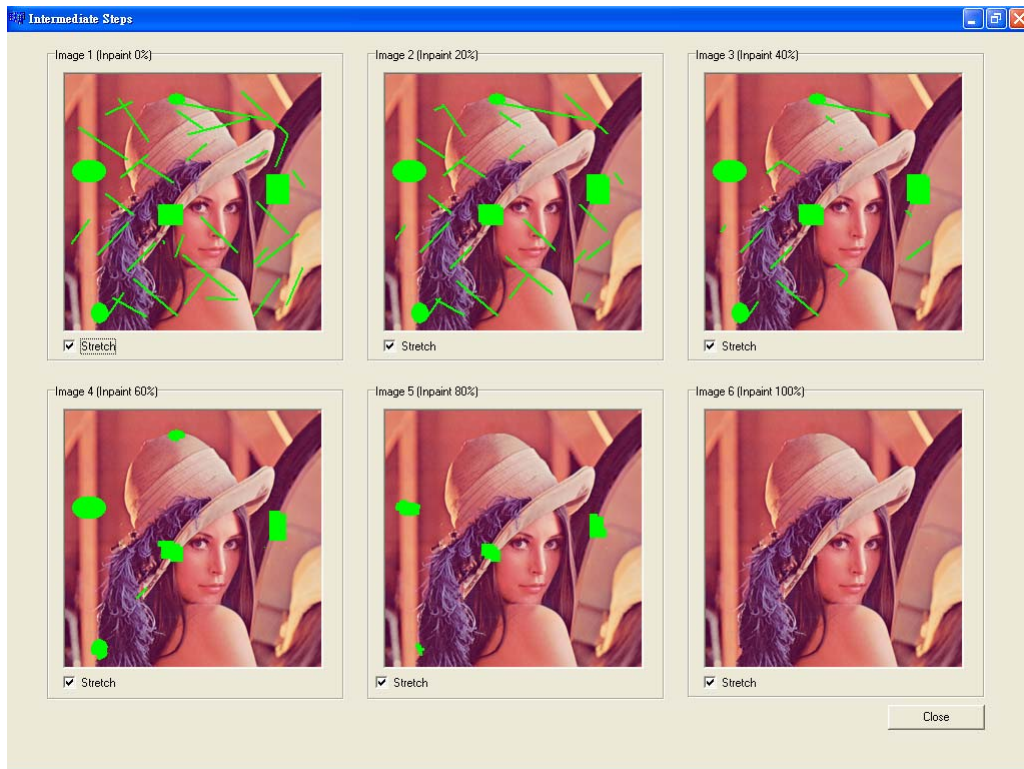 Intermediate Steps
Image 1 (Inpaint 0%)
Image 2 (Inpaint 20%)
Image 3 (Inpaint 40%)
Stretch
Stretch
Stretch
Image 4 (Inpaint 60%)
Image 5 (Inpaint 80%)
Image 6 (Inpaint 100%)
Stretch
Stretch
Stretch
Close